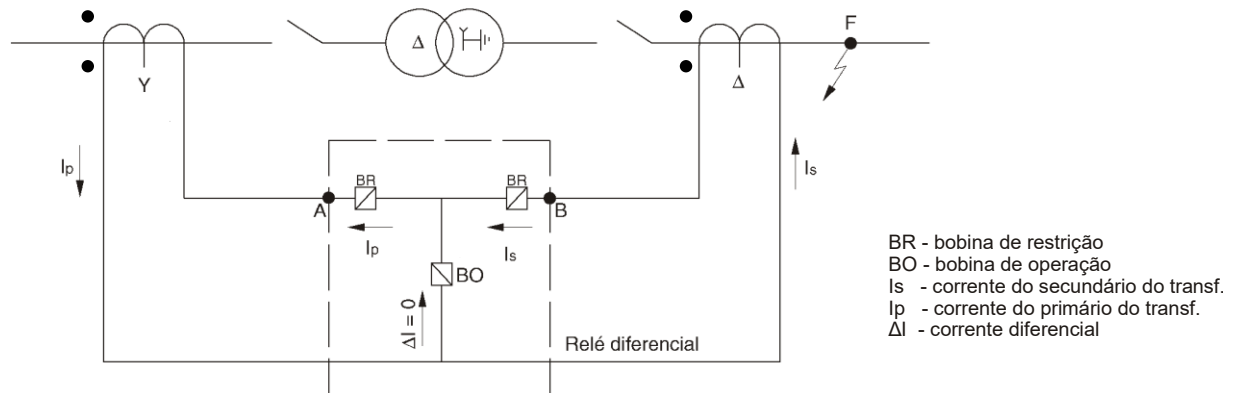 F
Δ
Y
Δ
Ip
Is
BR
BR
A
B
Ip
Is
BO
ΔI = 0
Relé diferencial
BR - bobina de restrição
BO - bobina de operação
Is - corrente do secundário do transf.
Ip - corrente do primário do transf.
ΔI - corrente diferencial